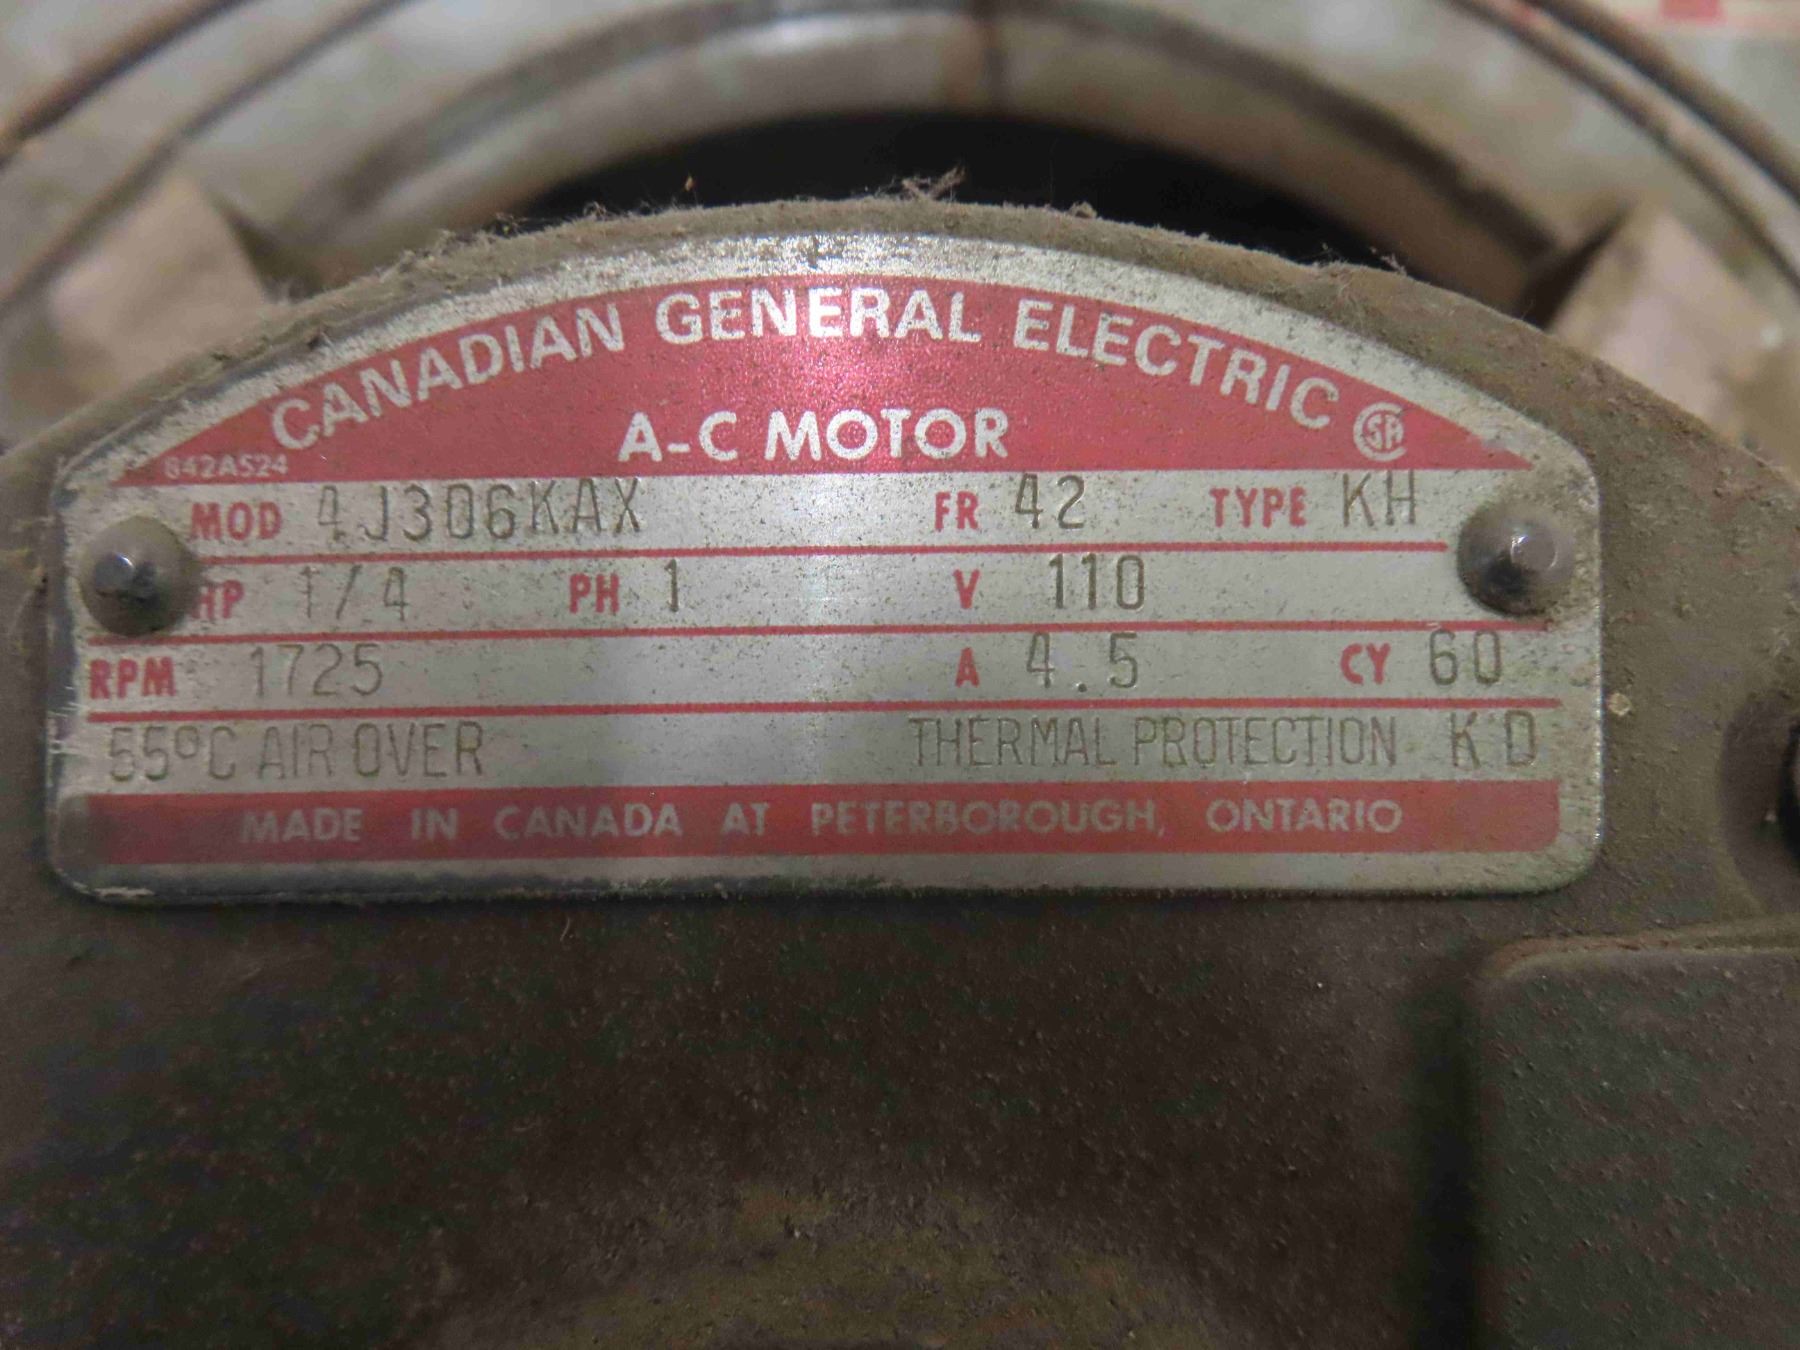 CANADIAN GENERAL ELECTRIC
A-C MOTOR
842A524
MOD 4J306KAX FR 42 TYPE KH
HP 1/4 PH 1 V 110
RPM 1725 A 4.5 CY 60
55°C AIR OVER THERMAL PROTECTION K'D
MADE IN CANADA AT PETERBOROUGH, ONTARIO